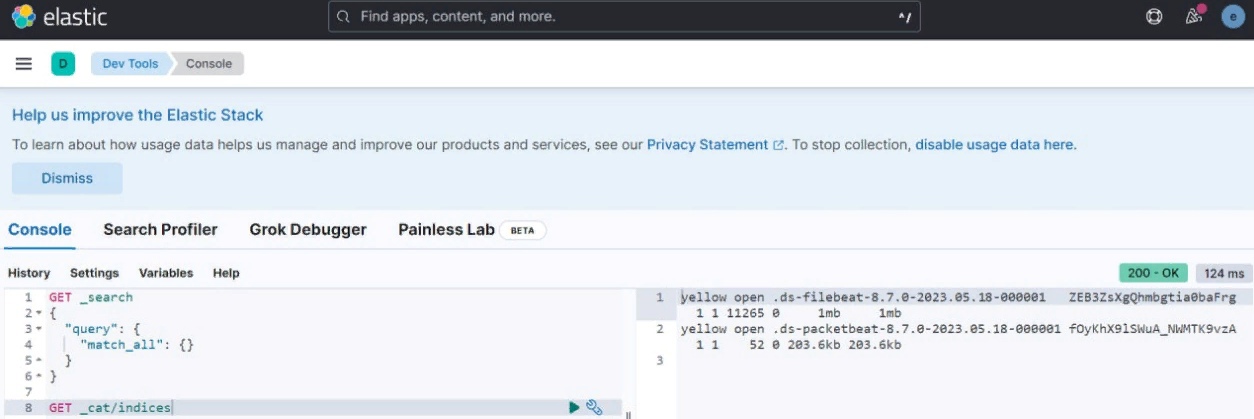 elastic
Find apps, content, and more.
^/
e
D
Dev Tools
Console
Help us improve the Elastic Stack
To learn about how usage data helps us manage and improve our products and services, see our Privacy Statement. To stop collection, disable usage data here.
Dismiss
Console Search Profiler Grok Debugger Painless Lab BETA
History Settings Variables Help
200 - OK 124 ms
1 GET _search
2 {
3 "query": {
4 "match_all": {}
5 }
6 }
7
8 GET _cat/indices
1 yellow open .ds-filebeat-8.7.0-2023.05.18-000001 ZEB3ZsXgQhmbgtia0baFrg
1 1 11265 0 1mb 1mb
2 yellow open .ds-packetbeat-8.7.0-2023.05.18-000001 fOyKhX9lSWuA_NWMTK9vzA
1 1 52 0 203.6kb 203.6kb
3